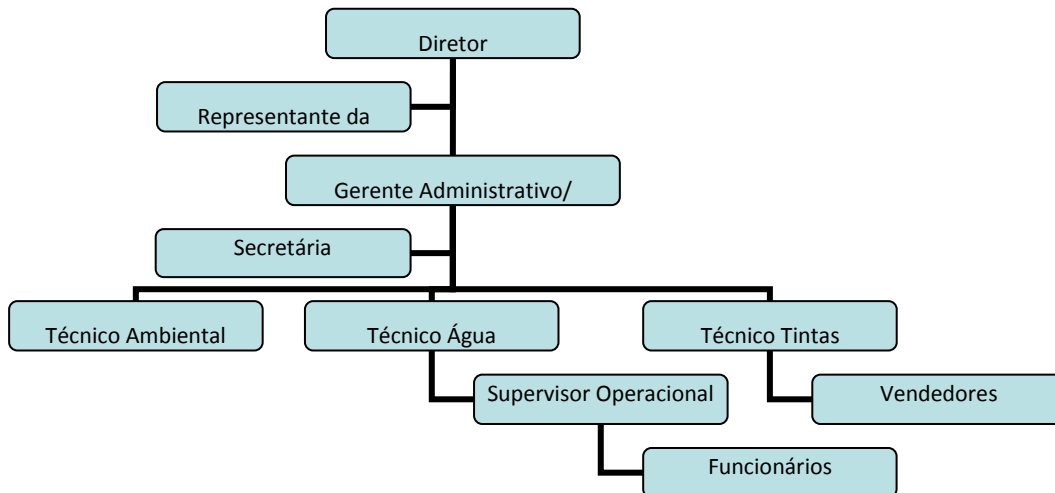 Diretor
Representante da
Gerente Administrativo/
Secretária
Técnico Ambiental
Técnico Água
Técnico Tintas
Supervisor Operacional
Vendedores
Funcionários